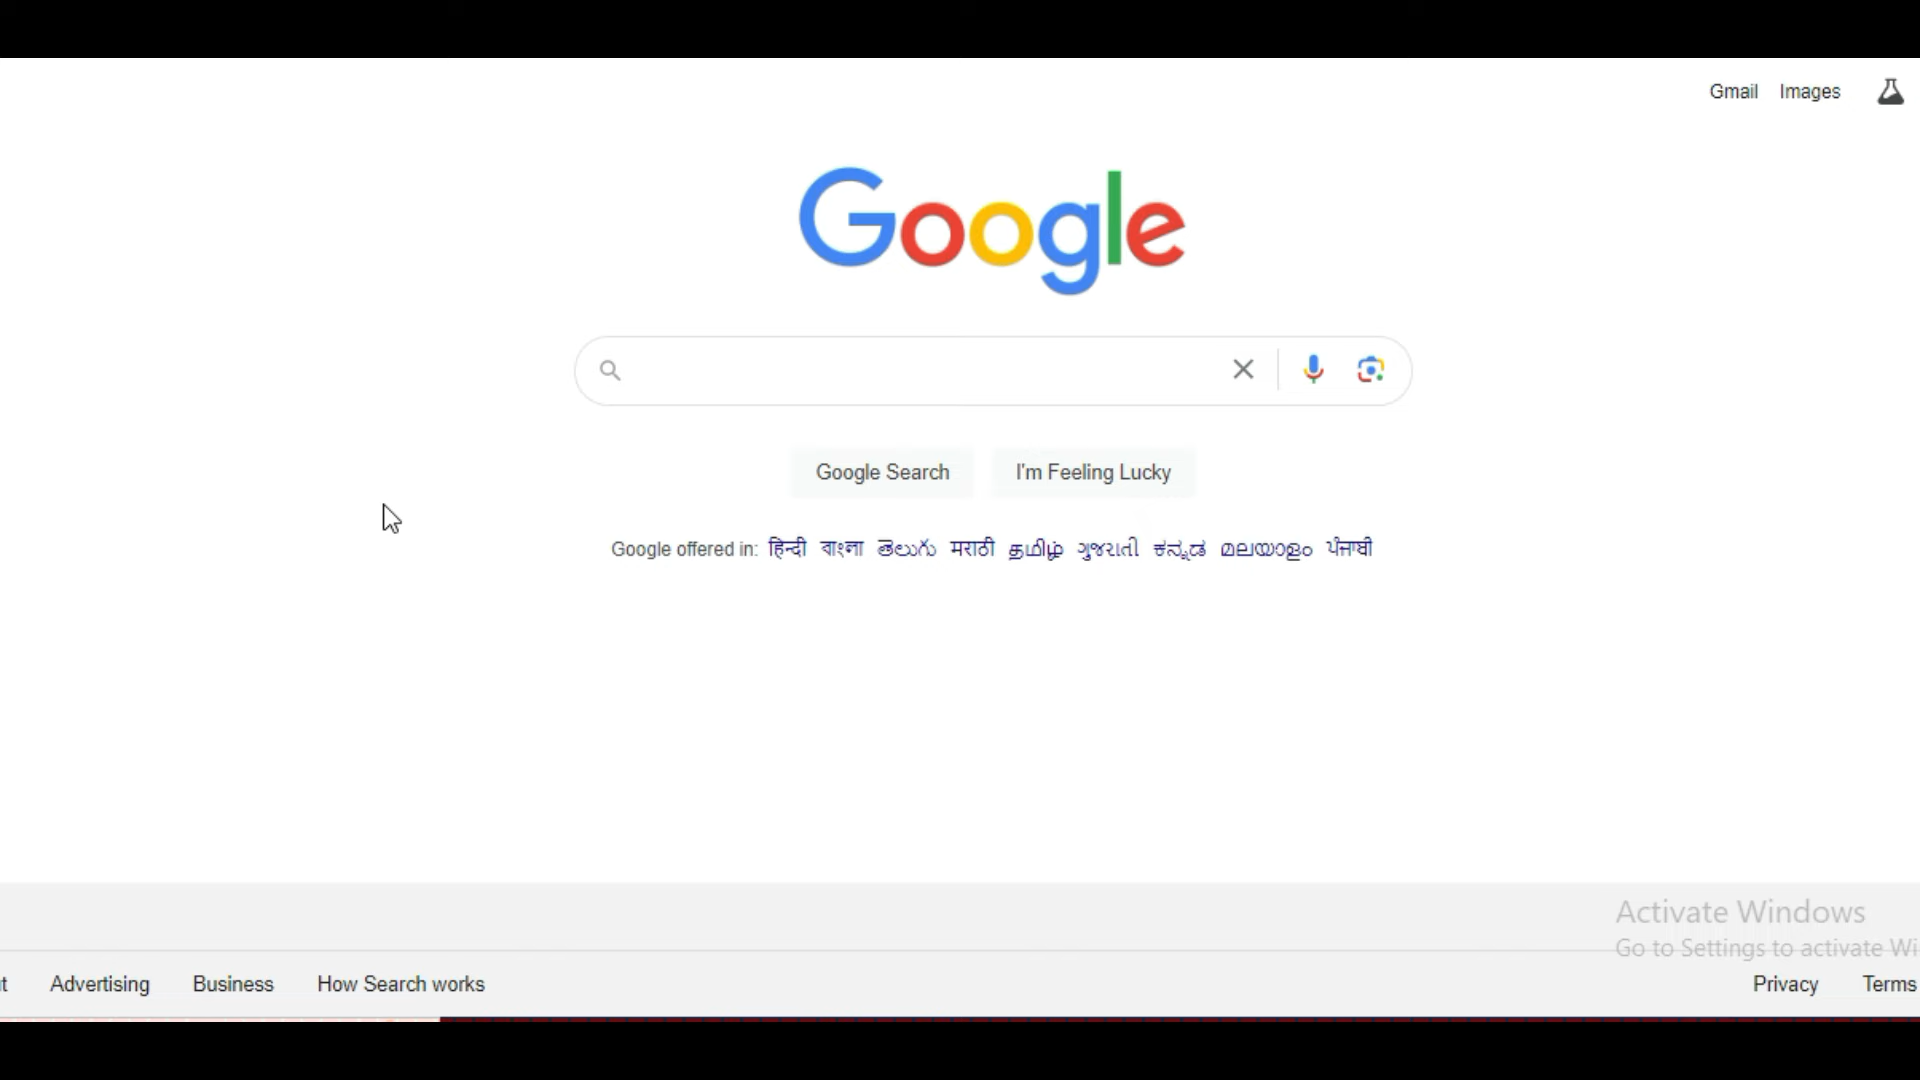 Gmail Images
Google
Google Search I'm Feeling Lucky
Google offered in: हिन्दी বাংলা తెలుగు मराठी தமிழ் ગુજરાતી ಕನ್ನಡ മലയാളം ਪੰਜਾਬੀ
Activate Windows
Go to Settings to activate Wi
t Advertising Business How Search works Privacy Terms